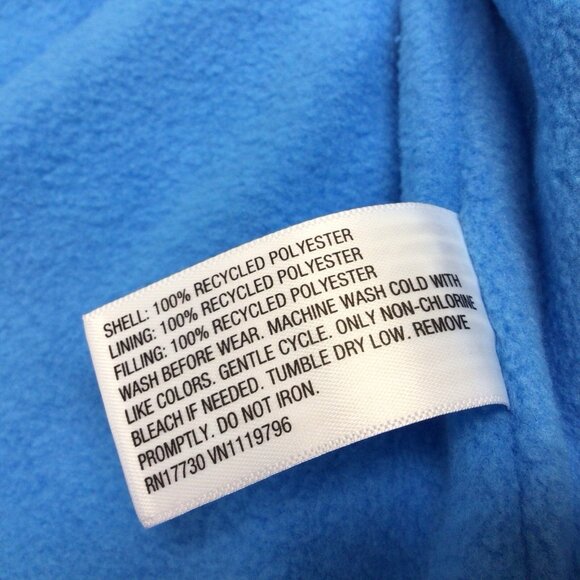 SHELL: 100% RECYCLED POLYESTER
LINING: 100% RECYCLED POLYESTER
FILLING: 100% RECYCLED POLYESTER
WASH BEFORE WEAR. MACHINE WASH COLD WITH
LIKE COLORS. GENTLE CYCLE. ONLY NON-CHLORINE
BLEACH IF NEEDED. TUMBLE DRY LOW. REMOVE
PROMPTLY. DO NOT IRON.
RN17730 VN1119796